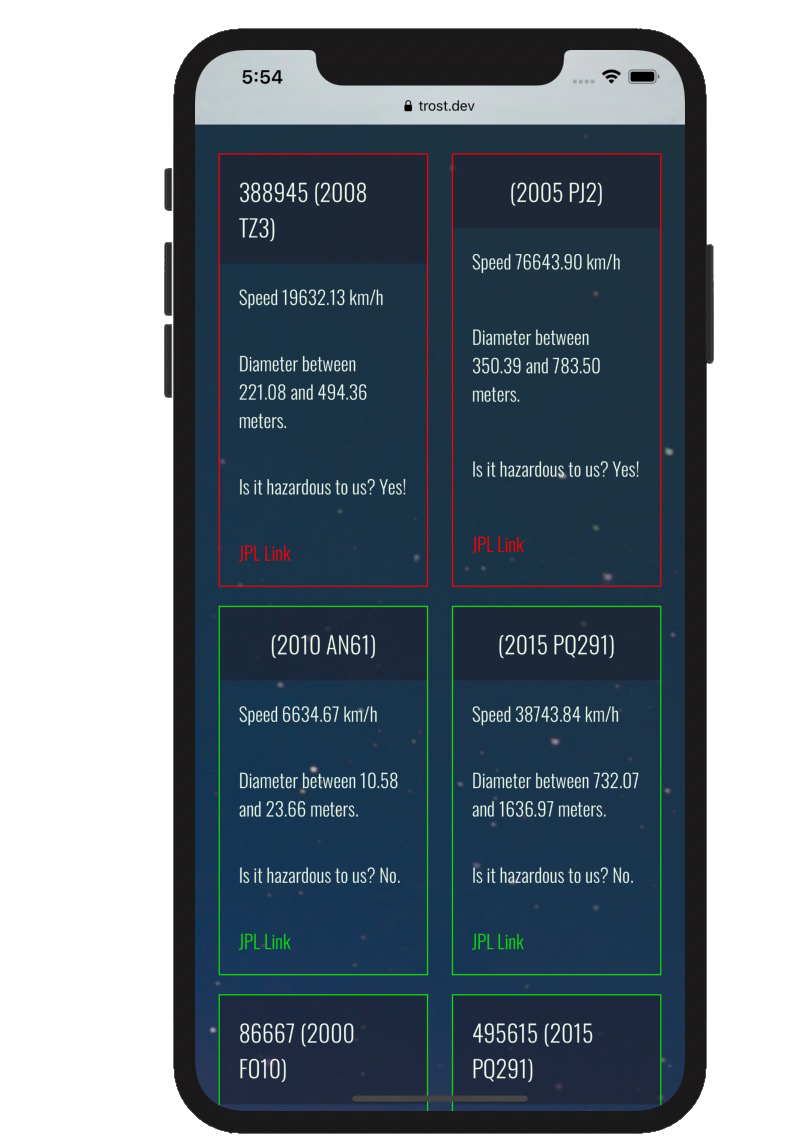 5:54
trost.dev
388945 (2008
TZ3)
Speed 19632.13 km/h
Diameter between
221.08 and 494.36
meters.
Is it hazardous to us? Yes!
JPL Link
(2005 PJ2)
Speed 76643.90 km/h
Diameter between
350.39 and 783.50
meters.
Is it hazardous to us? Yes!
JPL Link
(2010 AN61)
Speed 6634.67 km/h
Diameter between 10.58
and 23.66 meters.
Is it hazardous to us? No.
JPL Link
(2015 PQ291)
Speed 38743.84 km/h
Diameter between 732.07
and 1636.97 meters.
Is it hazardous to us? No.
JPL Link
86667 (2000
FO10)
495615 (2015
PQ291)